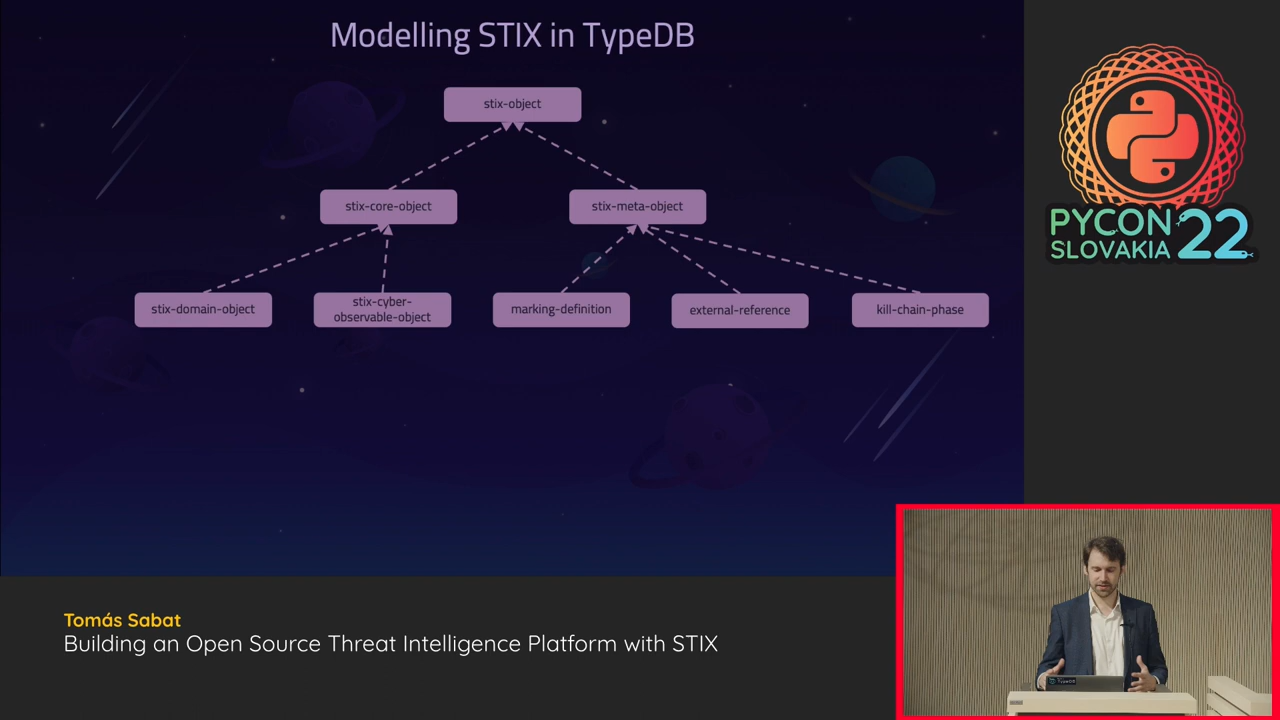 Modelling STIX in TypeDB
stix-object
stix-core-object
stix-meta-object
stix-domain-object
stix-cyber-
observable-object
marking-definition
external-reference
kill-chain-phase
PYCON
SLOVAKIA
22
Tomás Sabat
Building an Open Source Threat Intelligence Platform with STIX
TypeDB